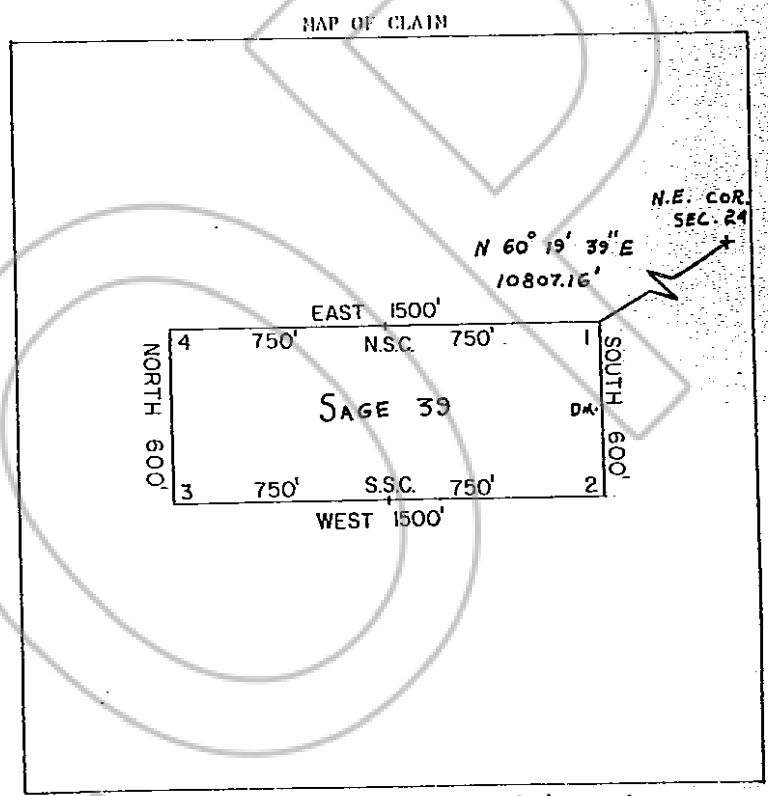 MAP OF CLAIM
N.E. COR.
SEC. 24
N 60° 19' 39" E
10807.16'
EAST 1500'
4 750' N.S.C. 750' 1
NORTH 600'
SOUTH 600'
SAGE 39
DM.
3 750' S.S.C. 750' 2
WEST 1500'